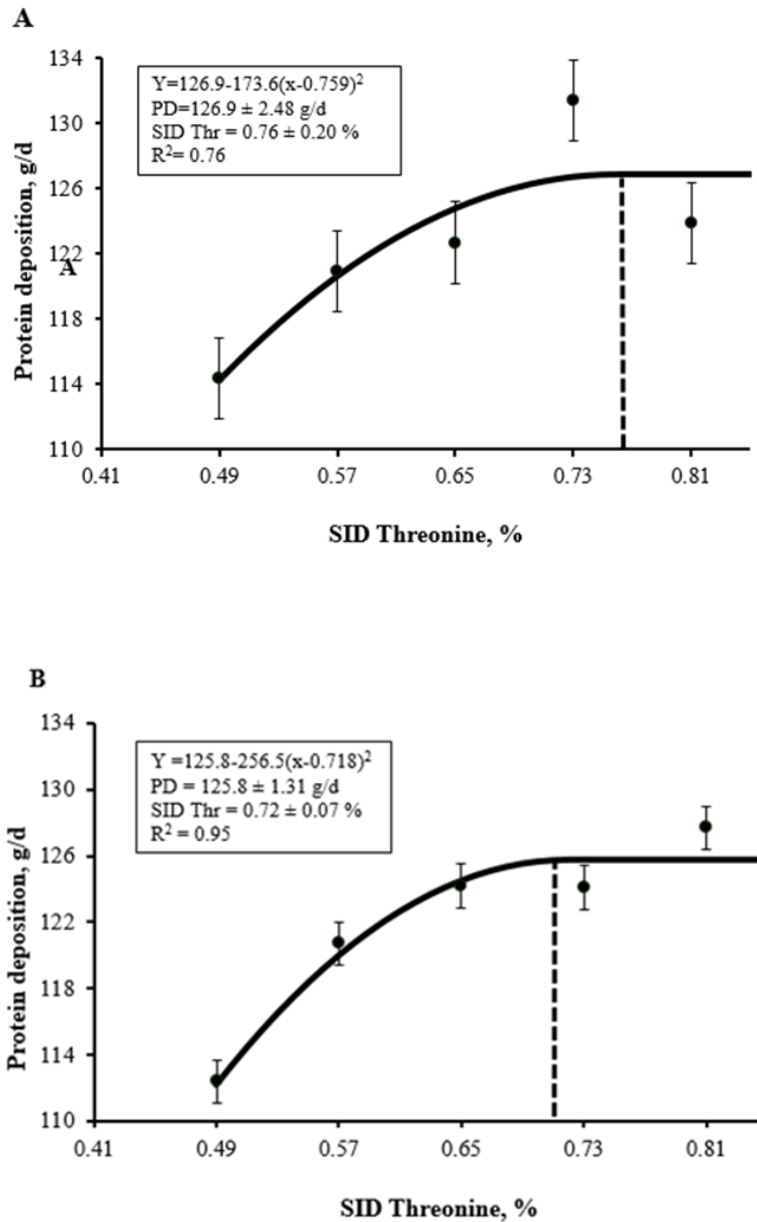 A
Y=126.9-173.6(x-0.759)²
PD=126.9 ± 2.48 g/d
SID Thr = 0.76 ± 0.20 %
R²= 0.76
Protein deposition, g/d
134
130
126
122
A
118
114
110
0.41 0.49 0.57 0.65 0.73 0.81
SID Threonine, %
B
Y =125.8-256.5(x-0.718)²
PD = 125.8 ± 1.31 g/d
SID Thr = 0.72 ± 0.07 %
R² = 0.95
Protein deposition, g/d
134
130
126
122
118
114
110
0.41 0.49 0.57 0.65 0.73 0.81
SID Threonine, %